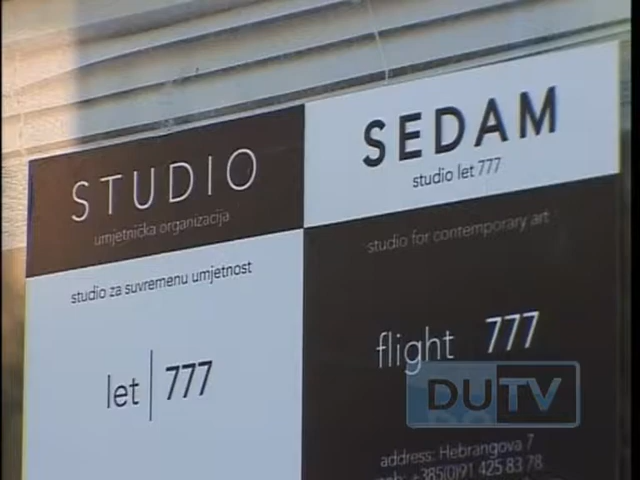 STUDIO
umjetnička organizacija
studio za suvremenu umjetnost
let | 777
SEDAM
studio let 777
studio for contemporary art
flight 777
DUTV
address: Hebrangova 7
+385(0)91 425 83 78